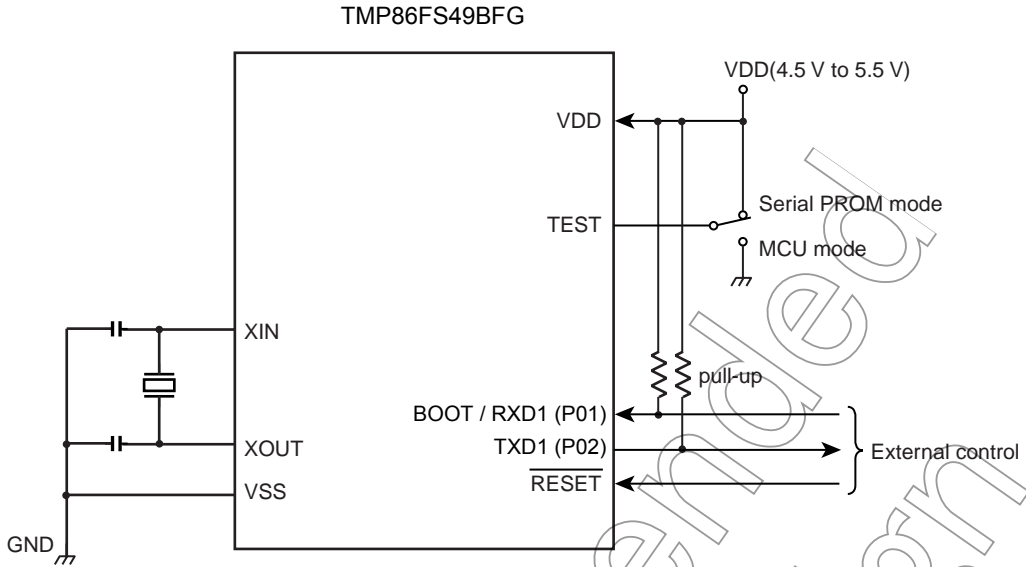 TMP86FS49BFG
VDD(4.5 V to 5.5 V)
VDD
Serial PROM mode
TEST
MCU mode
XIN
pull-up
BOOT / RXD1 (P01)
XOUT
TXD1 (P02)
External control
RESET
VSS
GND